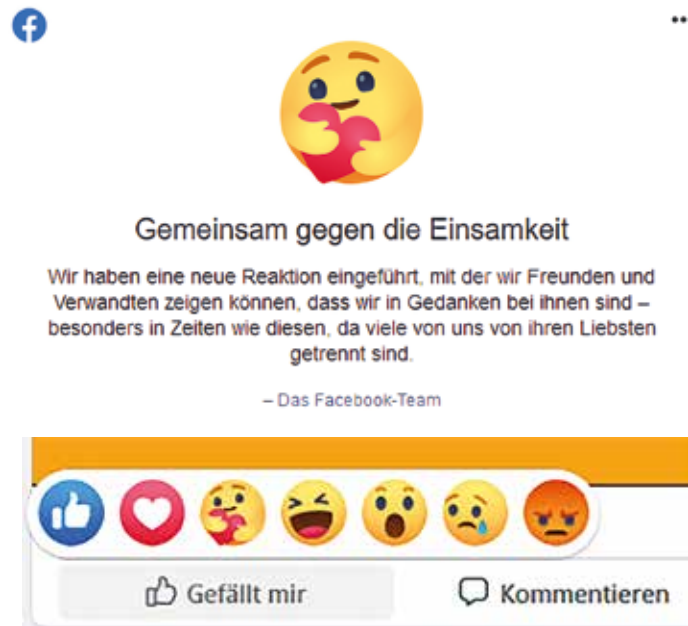 Gemeinsam gegen die Einsamkeit
Wir haben eine neue Reaktion eingeführt, mit der wir Freunden und
Verwandten zeigen können, dass wir in Gedanken bei ihnen sind –
besonders in Zeiten wie diesen, da viele von uns von ihren Liebsten
getrennt sind.
– Das Facebook-Team
Gefällt mir Kommentieren